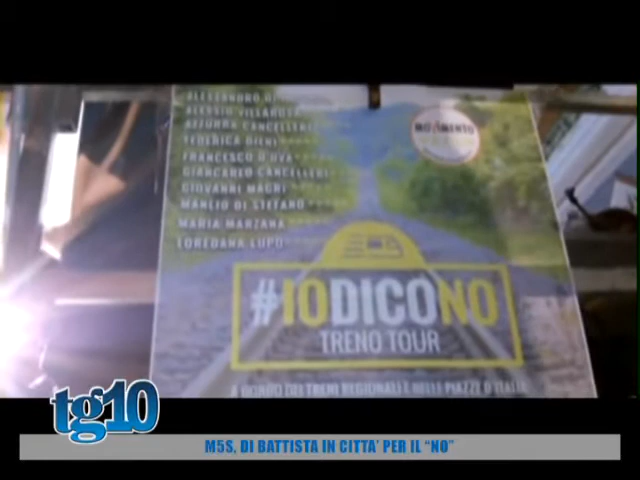 ALESSANDRO DI
ALESSIO VILLAROSA
AZZURRA CANCELLERI
FEDERICA DIENI
FRANCESCO D'UVA
GIANCARLO CANCELLERI
GIOVANNI MAGRI
MANLIO DI STEFANO
MARIA MARZANA
LOREDANA LUPO
MOVIMENTO
#IODICONO
TRENO TOUR
A BORDO DEI TRENI REGIONALI E NELLE PIAZZE D'ITALIA
tg10
M5S, DI BATTISTA IN CITTA' PER IL "NO"